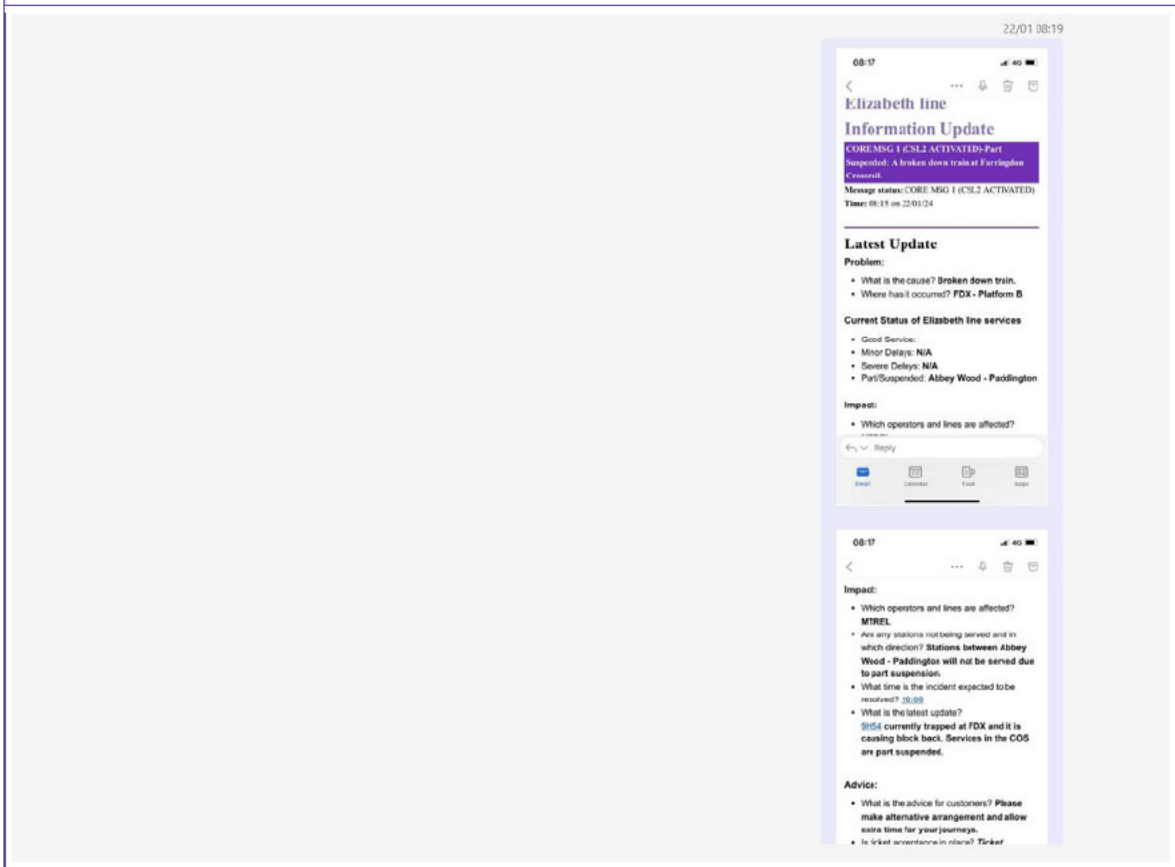 22/01 08:19
08:17
4G
Elizabeth line
Information Update
CORE MSG 1 (CSL2 ACTIVATED)-Part
Suspended: A broken down train at Farringdon
Crossrail.
Message status: CORE MSG 1 (CSL2 ACTIVATED)
Time: 08:15 on 22/01/24
Latest Update
Problem:
• What is the cause? Broken down train.
• Where has it occurred? FDX - Platform B
Current Status of Elizabeth line services
• Good Service:
• Minor Delays: N/A
• Severe Delays: N/A
• Part/Suspended: Abbey Wood - Paddington
Impact:
• Which operators and lines are affected?
Reply
Email
Calendar
Feed
Apps
08:17
4G
Impact:
• Which operators and lines are affected?
MTREL
• Are any stations not being served and in
which direction? Stations between Abbey
Wood - Paddington will not be served due
to part suspension.
• What time is the incident expected to be
resolved? 10:00
• What is the latest update?
9H54 currently trapped at FDX and it is
causing block back. Services in the COS
are part suspended.
Advice:
• What is the advice for customers? Please
make alternative arrangement and allow
extra time for your journeys.
• Is ticket acceptance in place? Ticket